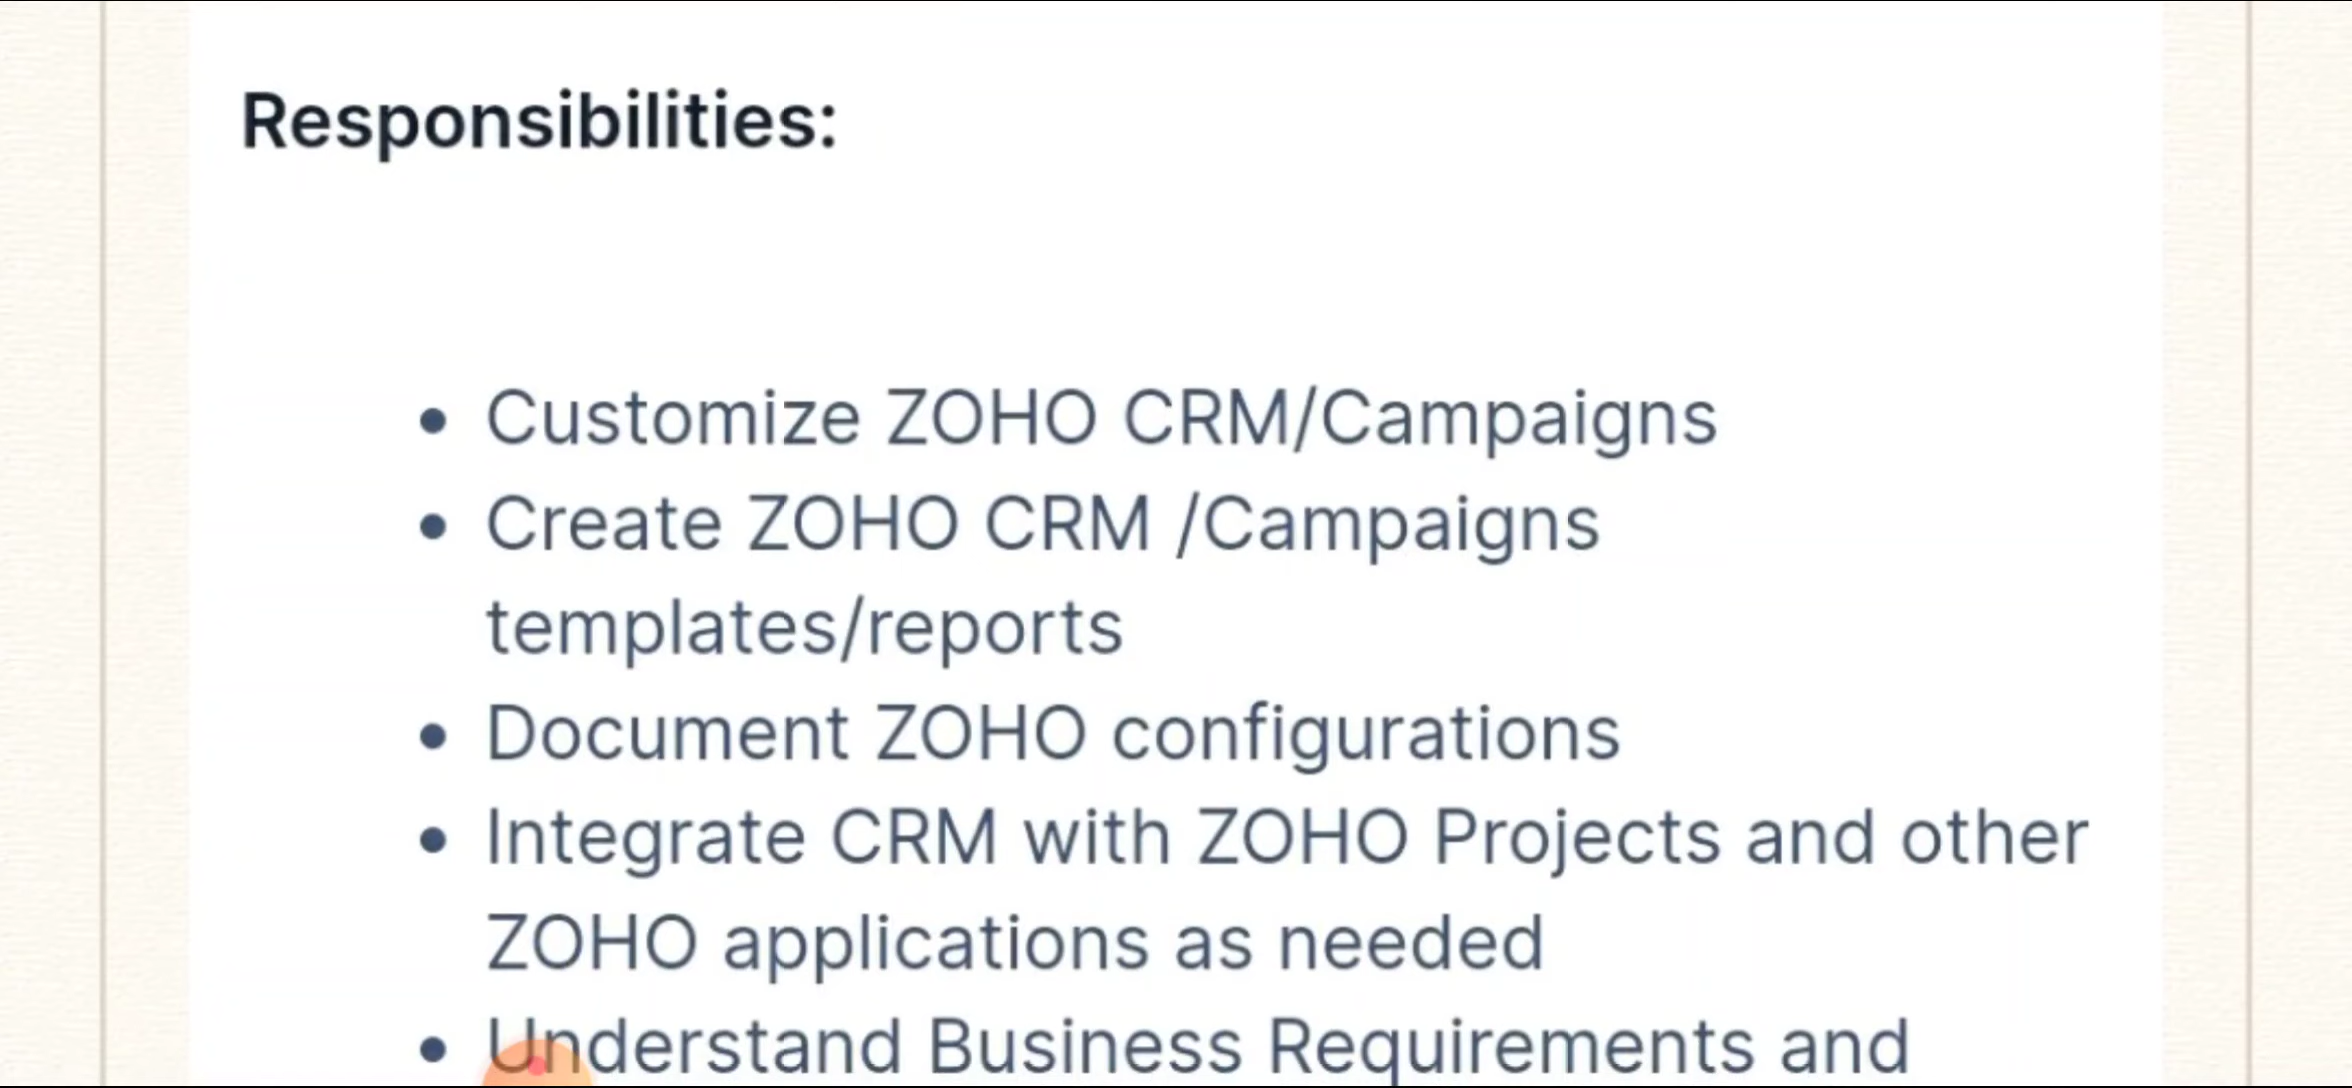 Responsibilities:
Customize ZOHO CRM/Campaigns
Create ZOHO CRM /Campaigns
templates/reports
Document ZOHO configurations
Integrate CRM with ZOHO Projects and other
ZOHO applications as needed
Understand Business Requirements and